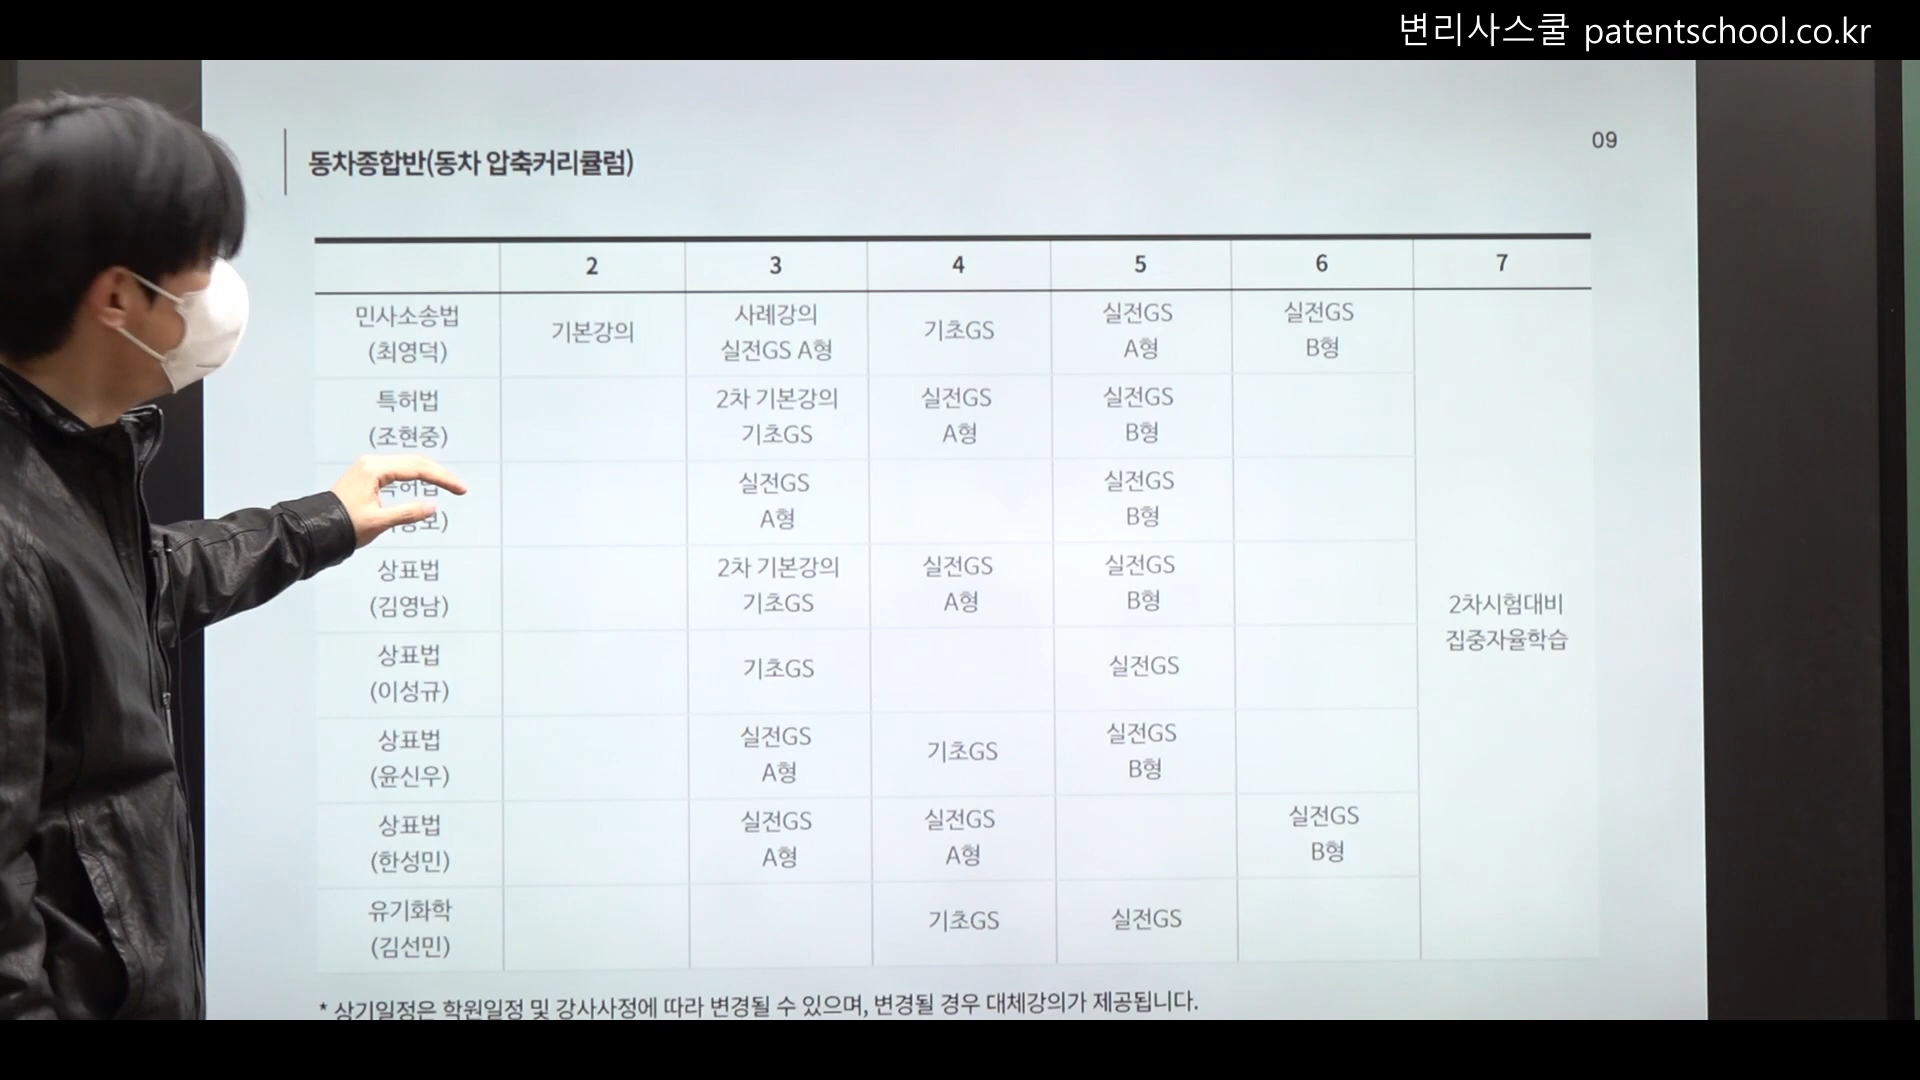 변리사스쿨 patentschool.co.kr
09
동차종합반(동차 압축커리큘럼)
2 3 4 5 6 7
민사소송법 사례강의 실전GS 실전GS
기본강의 기초GS
(최영덕) 실전GS A형 A형 B형
특허법 2차 기본강의 실전GS 실전GS
(조현중) 기초GS A형 B형
특허법 실전GS 실전GS
A형 B형
상표법 2차 기본강의 실전GS 실전GS
(김영남) 기초GS A형 B형
2차시험대비
집중자율학습
상표법 기초GS 실전GS
(이성규)
상표법 실전GS 기초GS 실전GS
(윤신우) A형 B형
상표법 실전GS 실전GS 실전GS
(한성민) A형 A형 B형
유기화학 기초GS 실전GS
(김선민)
* 상기일정은 학원일정 및 강사사정에 따라 변경될 수 있으며, 변경될 경우 대체강의가 제공됩니다.